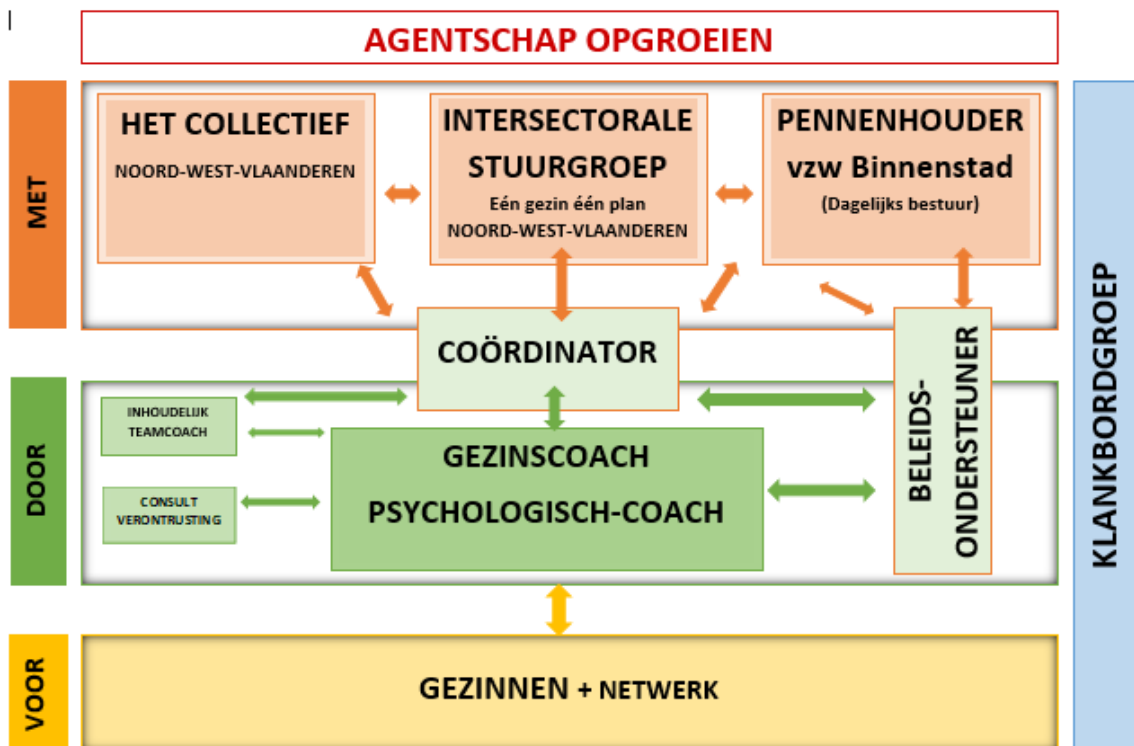 AGENTSCHAP OPGROEIEN
MET
HET COLLECTIEF
NOORD-WEST-VLAANDEREN
INTERSECTORALE
STUURGROEP
Eén gezin één plan
NOORD-WEST-VLAANDEREN
PENNENHOUDER
vzw Binnenstad
(Dagelijks bestuur)
KLANKBORDGROEP
COÖRDINATOR
BELEIDS-
ONDERSTEUNER
DOOR
INHOUDELIJK
TEAMCOACH
CONSULT
VERONTRUSTING
GEZINSCOACH
PSYCHOLOGISCH-COACH
VOOR
GEZINNEN + NETWERK